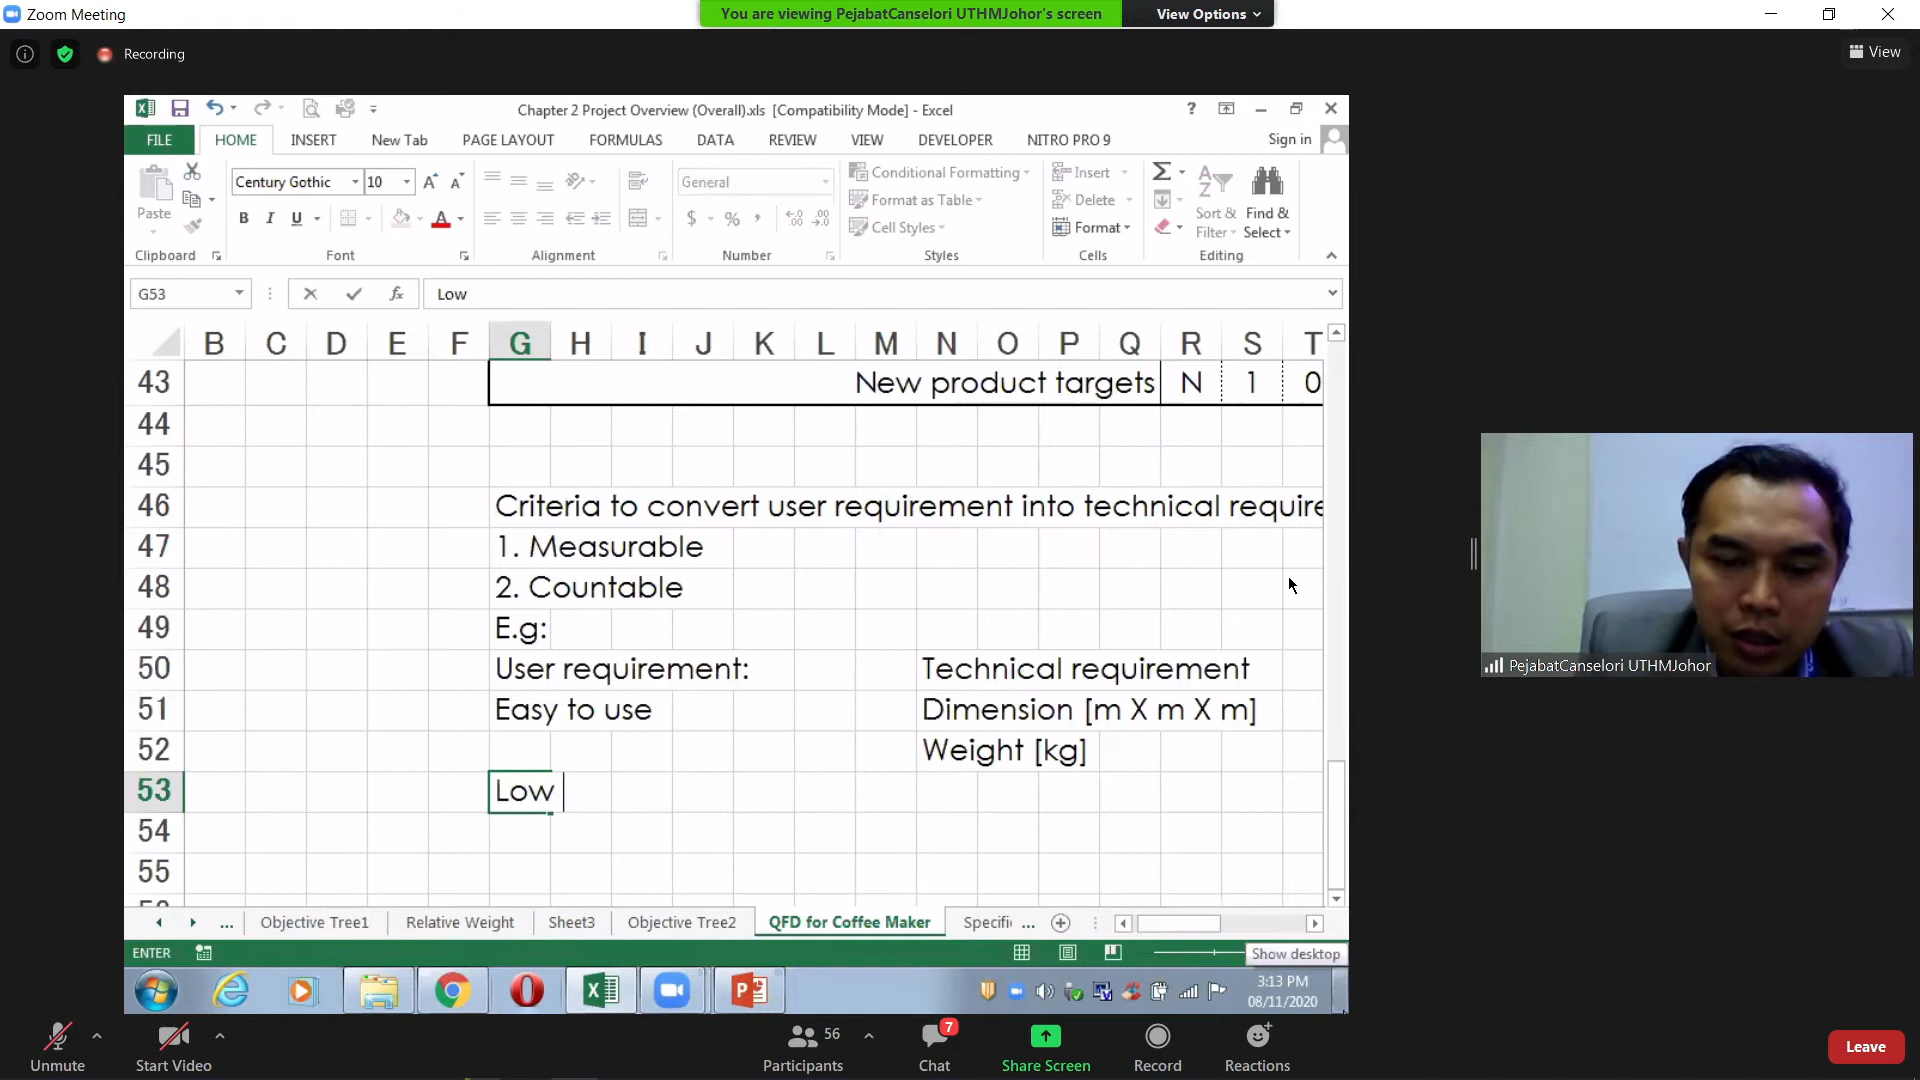 Zoom Meeting
You are viewing PejabatCanselori UTHMJohor's screen
View Options
Recording
View
Chapter 2 Project Overview (Overall).xls [Compatibility Mode] - Excel
FILE HOME INSERT New Tab PAGE LAYOUT FORMULAS DATA REVIEW VIEW DEVELOPER NITRO PRO 9 Sign in
Paste
Century Gothic 10
General
Conditional Formatting
Format as Table
Cell Styles
Insert
Delete
Format
Sort & Filter
Find & Select
Clipboard Font Alignment Number Styles Cells Editing
G53 Low
B C D E F G H I J K L M N O P Q R S T
43 New product targets N 1 0
44
45
46 Criteria to convert user requirement into technical require
47 1. Measurable
48 2. Countable
49 E.g:
50 User requirement: Technical requirement
51 Easy to use Dimension [m X m X m]
52 Weight [kg]
53 Low
54
55
... Objective Tree1 Relative Weight Sheet3 Objective Tree2 QFD for Coffee Maker Specifi ...
ENTER
Show desktop
3:13 PM
08/11/2020
PejabatCanselori UTHMJohor
Unmute
Start Video
56
Participants
7
Chat
Share Screen
Record
Reactions
Leave